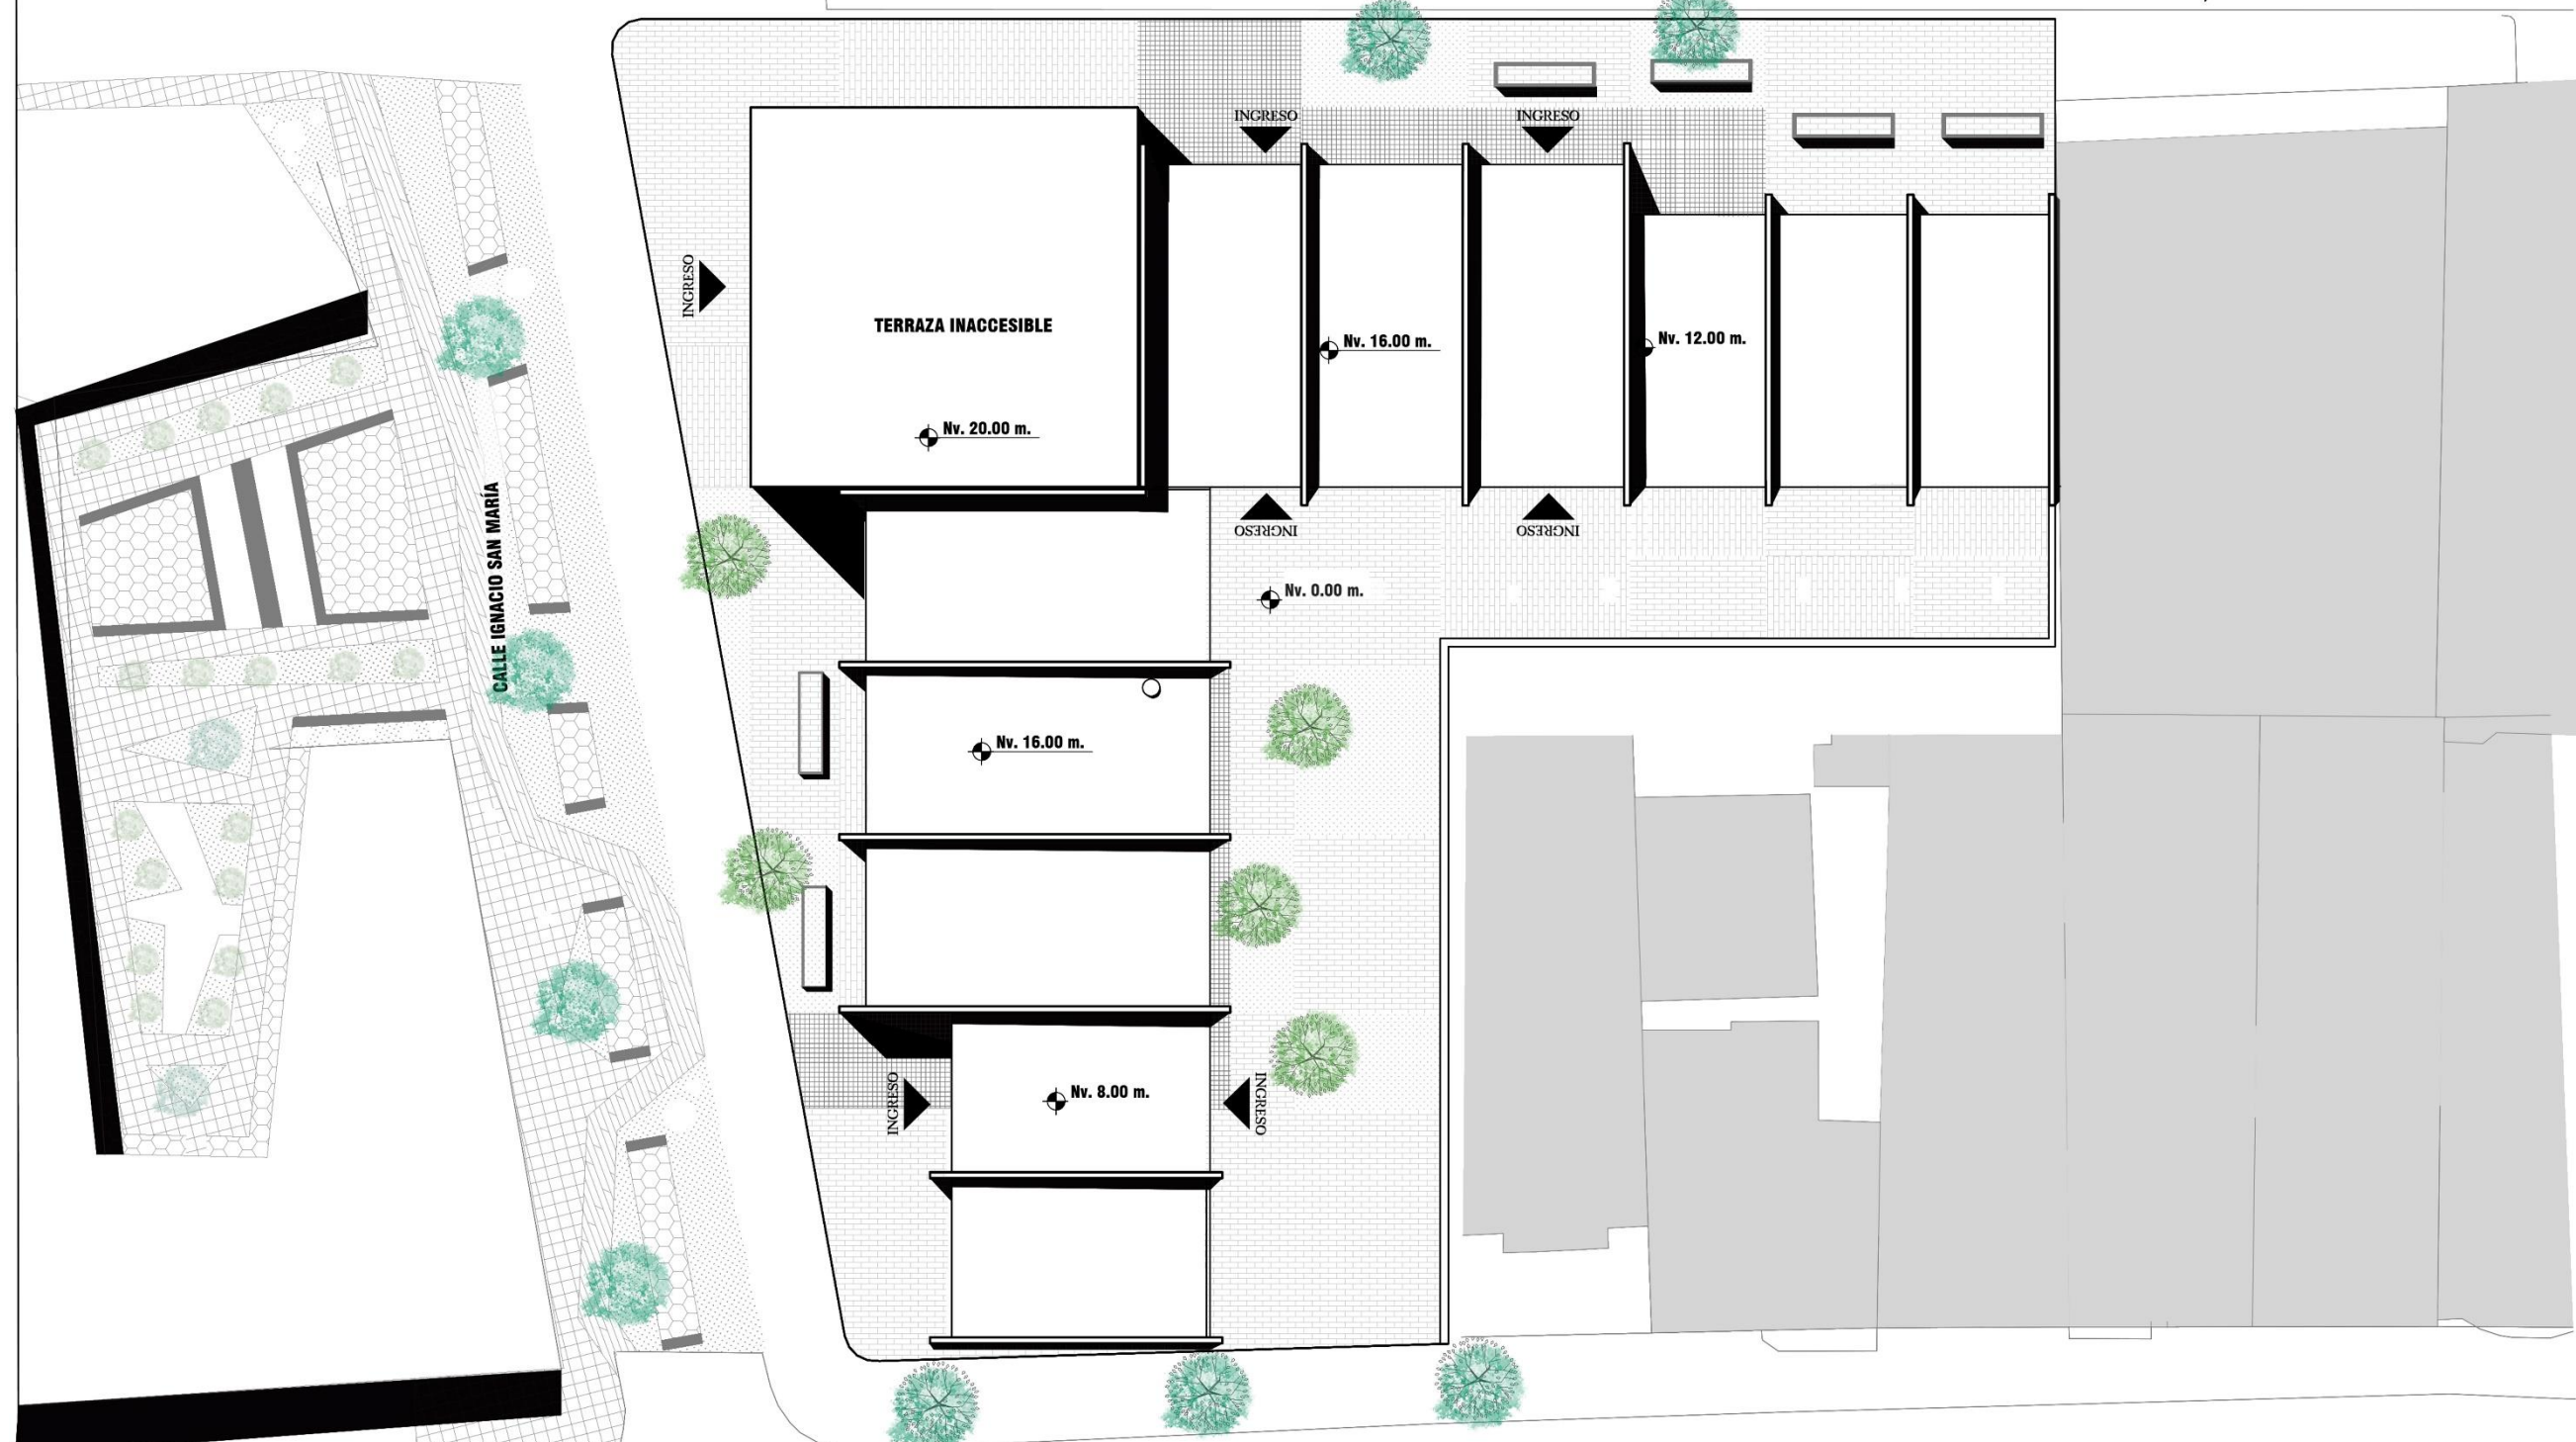 INGRESO
INGRESO
INGRESO
TERRAZA INACCESIBLE
Nv. 16.00 m.
Nv. 12.00 m.
Nv. 20.00 m.
CALLE IGNACIO SAN MARÍA
INGRESO
INGRESO
Nv. 0.00 m.
Nv. 16.00 m.
Nv. 8.00 m.
INGRESO
INGRESO